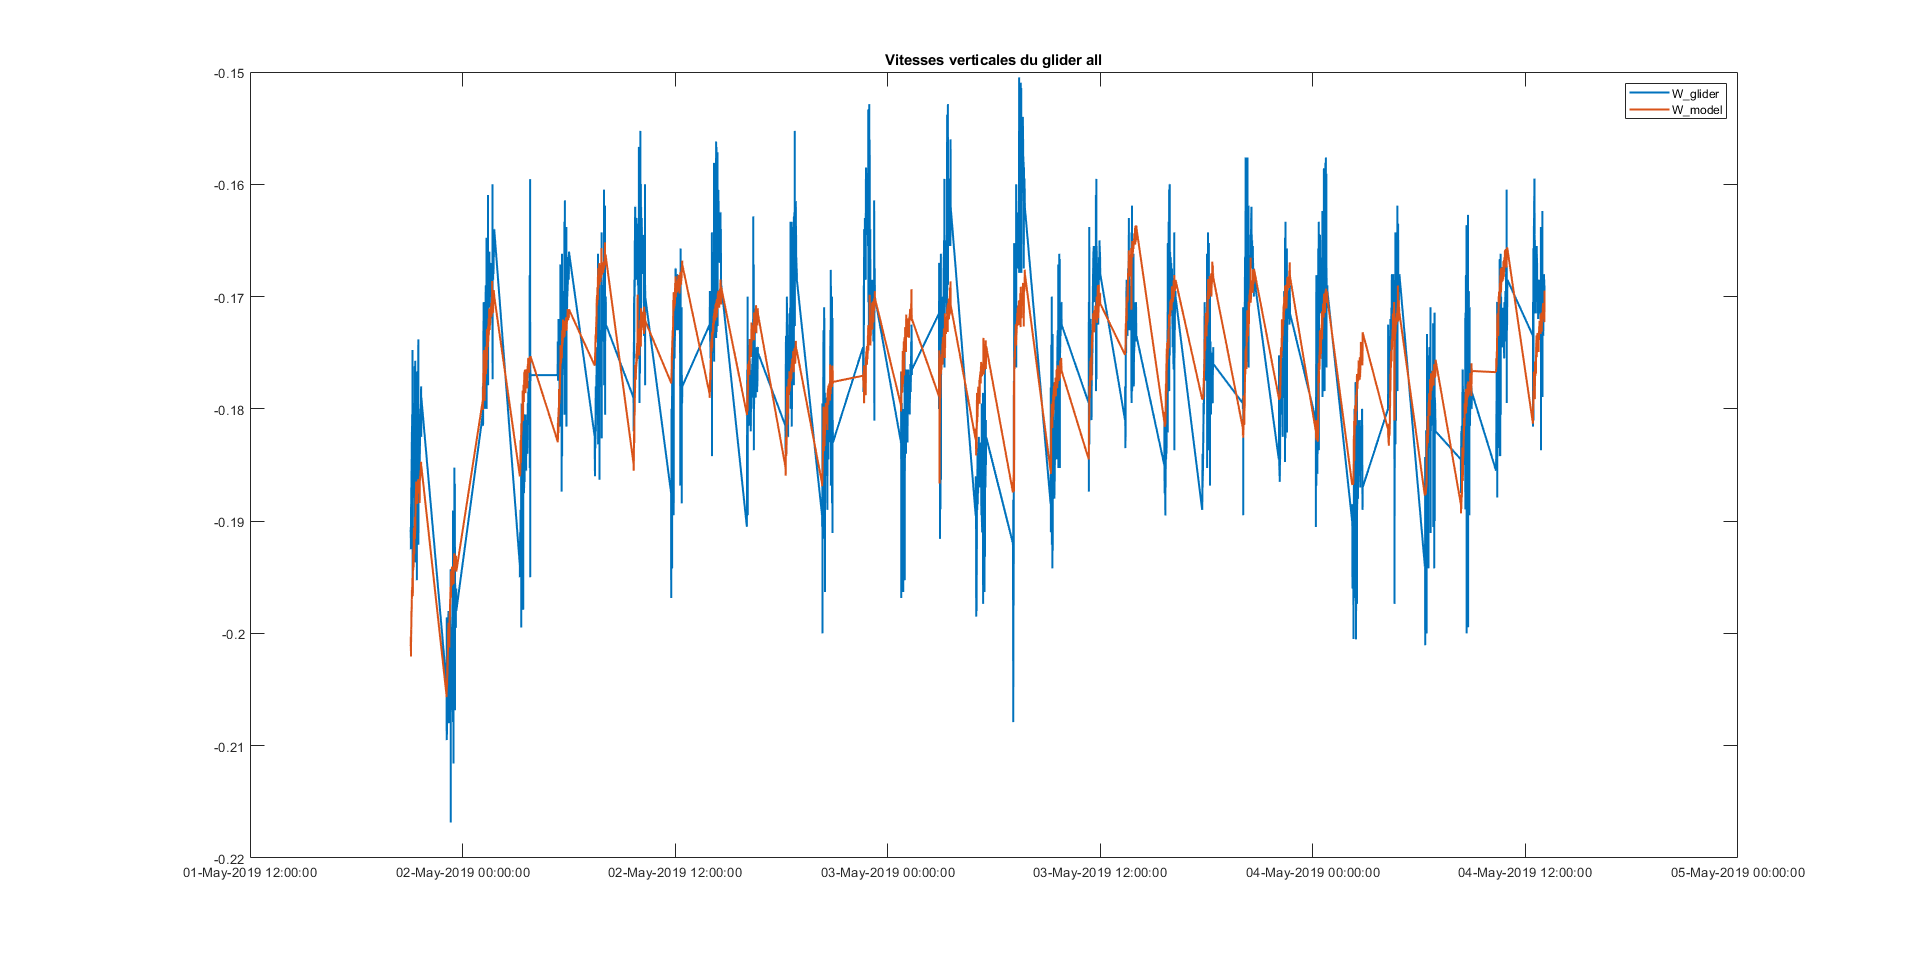 Vitesses verticales du glider all
-0.15
-0.16
-0.17
-0.18
-0.19
-0.2
-0.21
-0.22
W_glider
W_model
01-May-2019 12:00:00
02-May-2019 00:00:00
02-May-2019 12:00:00
03-May-2019 00:00:00
03-May-2019 12:00:00
04-May-2019 00:00:00
04-May-2019 12:00:00
05-May-2019 00:00:00